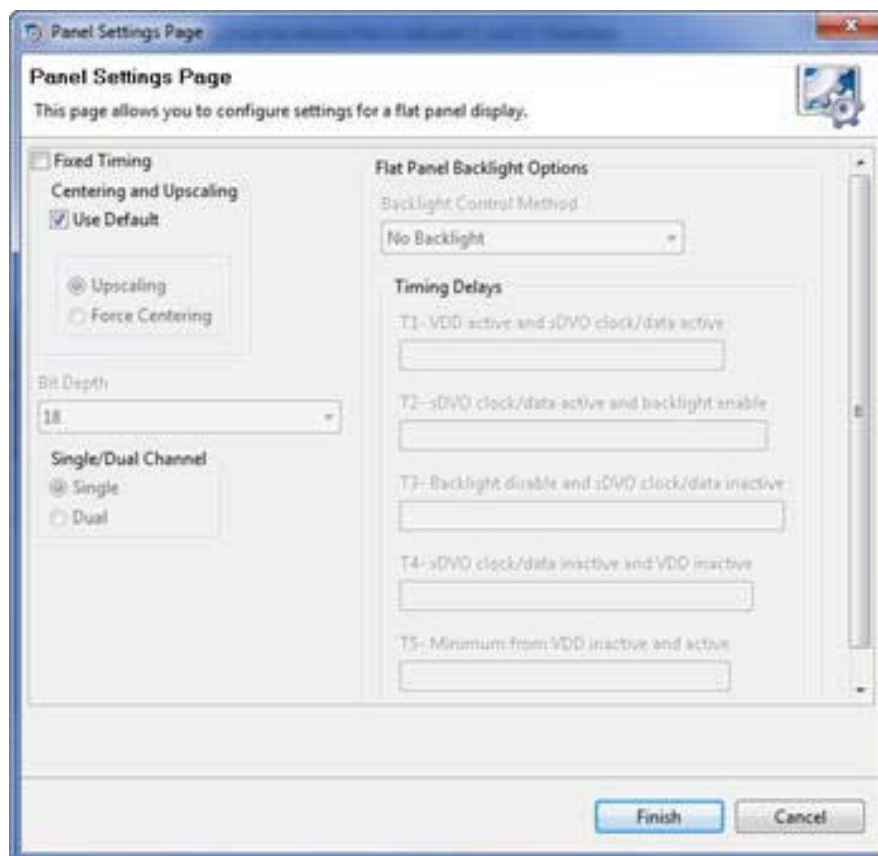 Panel Settings Page
Panel Settings Page
This page allows you to configure settings for a flat panel display.
Fixed Timing
Centering and Upscaling
Use Default
Upscaling
Force Centering
Bit Depth
18
Single/Dual Channel
Single
Dual
Flat Panel Backlight Options
Backlight Control Method
No Backlight
Timing Delays
T1- VDD active and sDVO clock/data active
T2- sDVO clock/data active and backlight enable
T3- Backlight disable and sDVO clock/data inactive
T4- sDVO clock/data inactive and VDD inactive
T5- Minimum from VDD inactive and active
Finish
Cancel